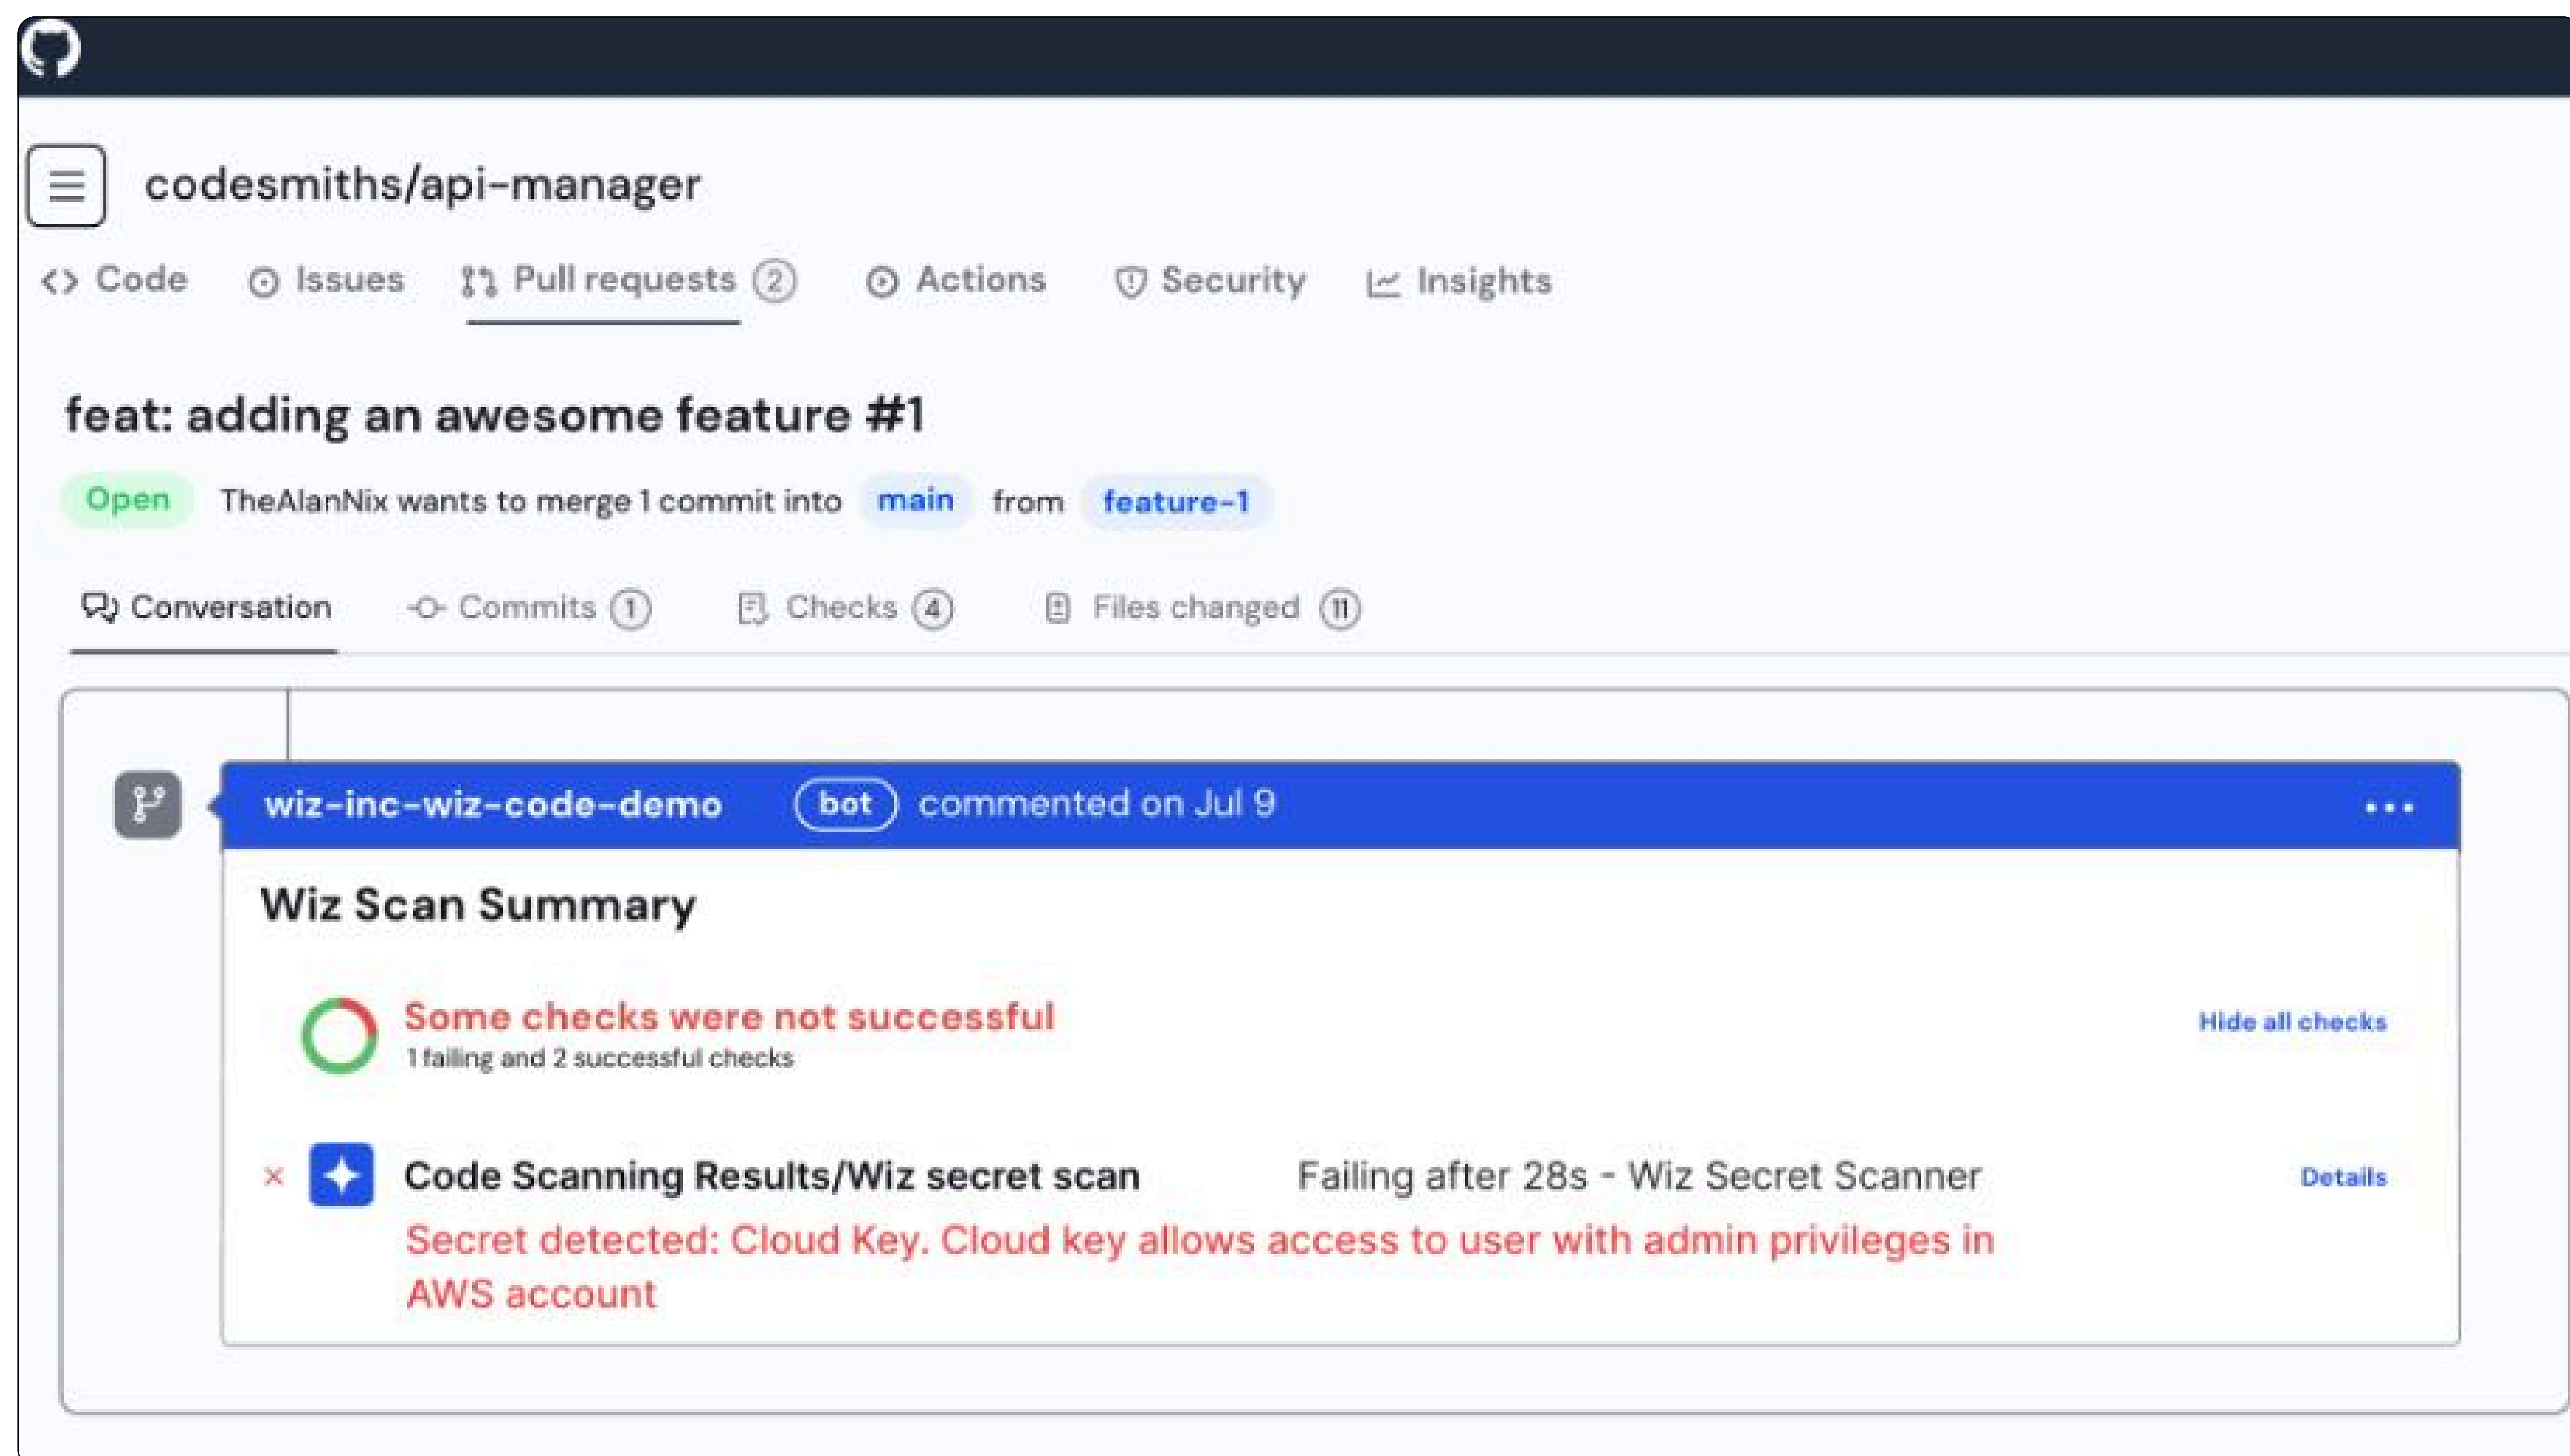 codesmiths/api-manager
Code Issues Pull requests 2 Actions Security Insights
feat: adding an awesome feature #1
Open TheAlanNix wants to merge 1 commit into main from feature-1
Conversation Commits 1 Checks 4 Files changed 11
wiz-inc-wiz-code-demo bot commented on Jul 9
Wiz Scan Summary
Some checks were not successful Hide all checks
1 failing and 2 successful checks
Code Scanning Results/Wiz secret scan Failing after 28s - Wiz Secret Scanner Details
Secret detected: Cloud Key. Cloud key allows access to user with admin privileges in
AWS account